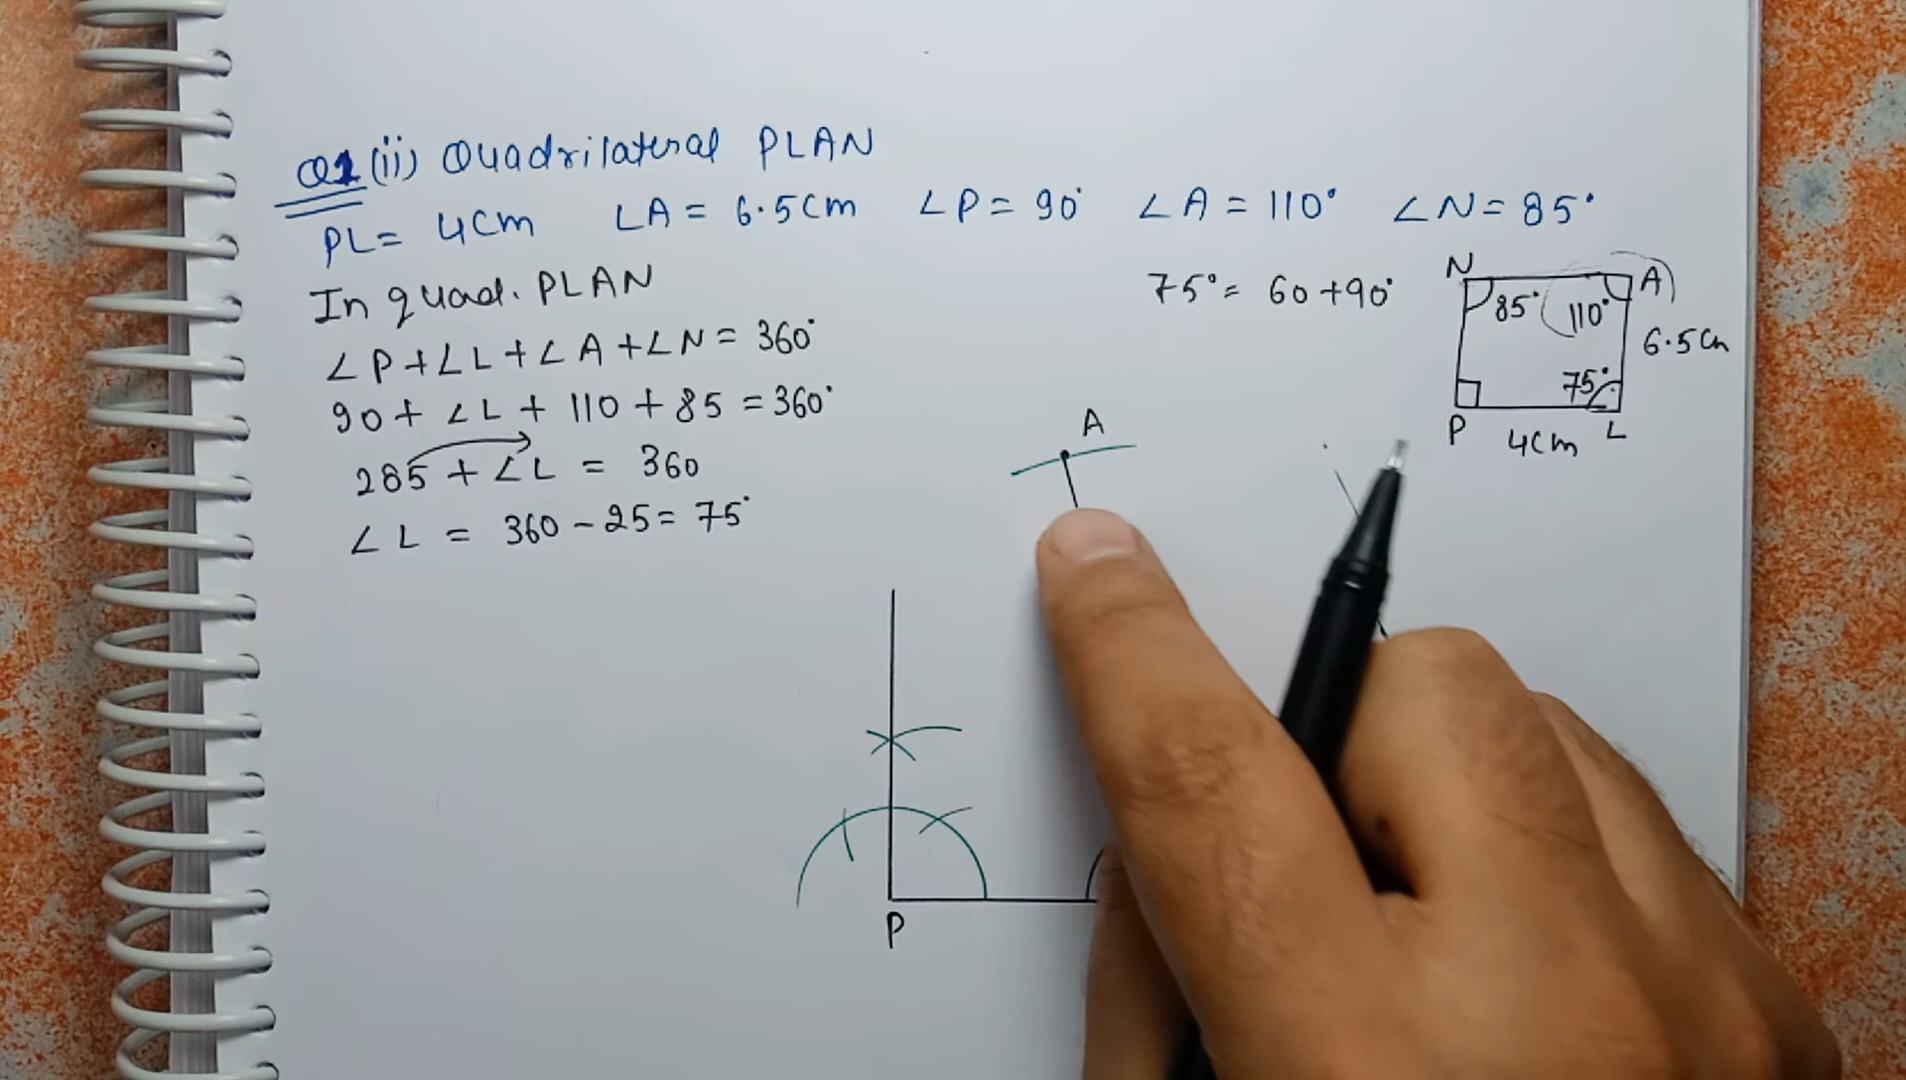 Q1 (ii) Quadrilateral PLAN
PL = 4cm LA = 6.5cm ∠P = 90° ∠A = 110° ∠N = 85°
In quad. PLAN
∠P + ∠L + ∠A + ∠N = 360°
90 + ∠L + 110 + 85 = 360°
285 + ∠L = 360
∠L = 360 - 25 = 75°
75° = 60 + 90°
N A
85° 110°
6.5cm
75°
P 4cm L
A
P